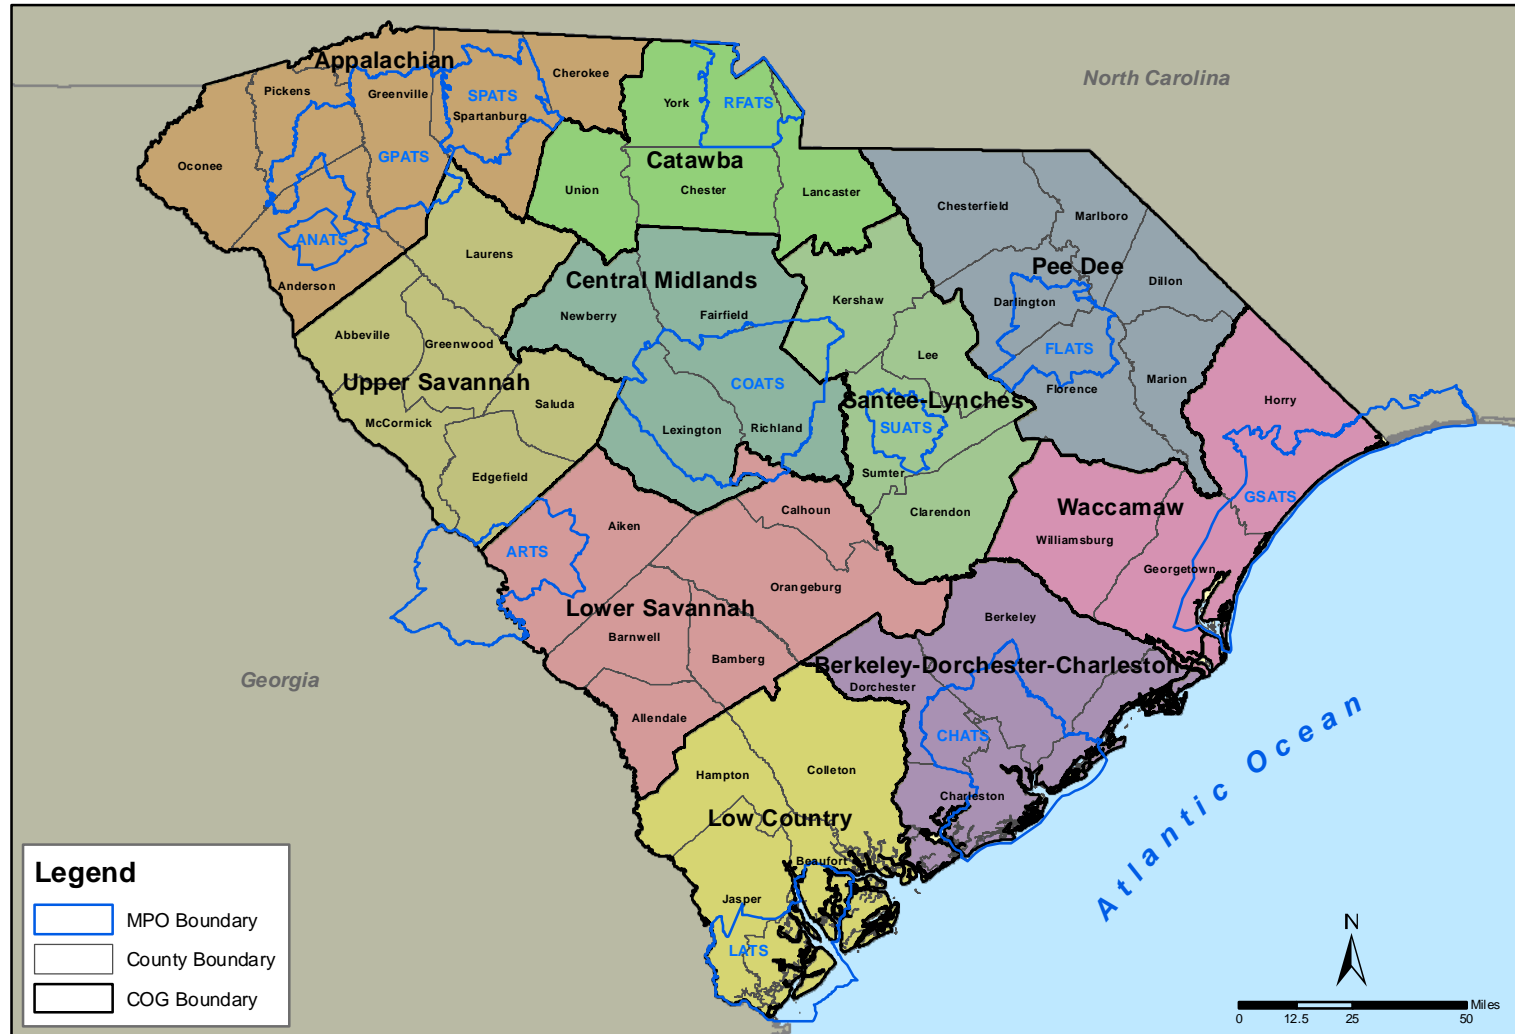 Appalachian
North Carolina
Pickens
Greenville
Cherokee
SPATS
Spartanburg
York
RFATS
Oconee
GPATS
Catawba
Union
Chester
Lancaster
Chesterfield
Marlboro
ANATS
Laurens
Anderson
Central Midlands
Pee Dee
Dillon
Kershaw
Darlington
Newberry
Fairfield
Abbeville
Greenwood
Lee
FLATS
Upper Savannah
COATS
Marion
Florence
Saluda
Santee-Lynches
Horry
McCormick
Lexington
Richland
SUATS
Edgefield
Sumter
GSATS
Calhoun
Clarendon
Waccamaw
Aiken
Williamsburg
ARTS
Georgetown
Orangeburg
Lower Savannah
Berkeley
Barnwell
Bamberg
Berkeley-Dorchester-Charleston
Georgia
Dorchester
Allendale
CHATS
Hampton
Colleton
Charleston
Low Country
Atlantic Ocean
Beaufort
Jasper
LATS
Legend
MPO Boundary
County Boundary
COG Boundary
N
Miles
0 12.5 25 50